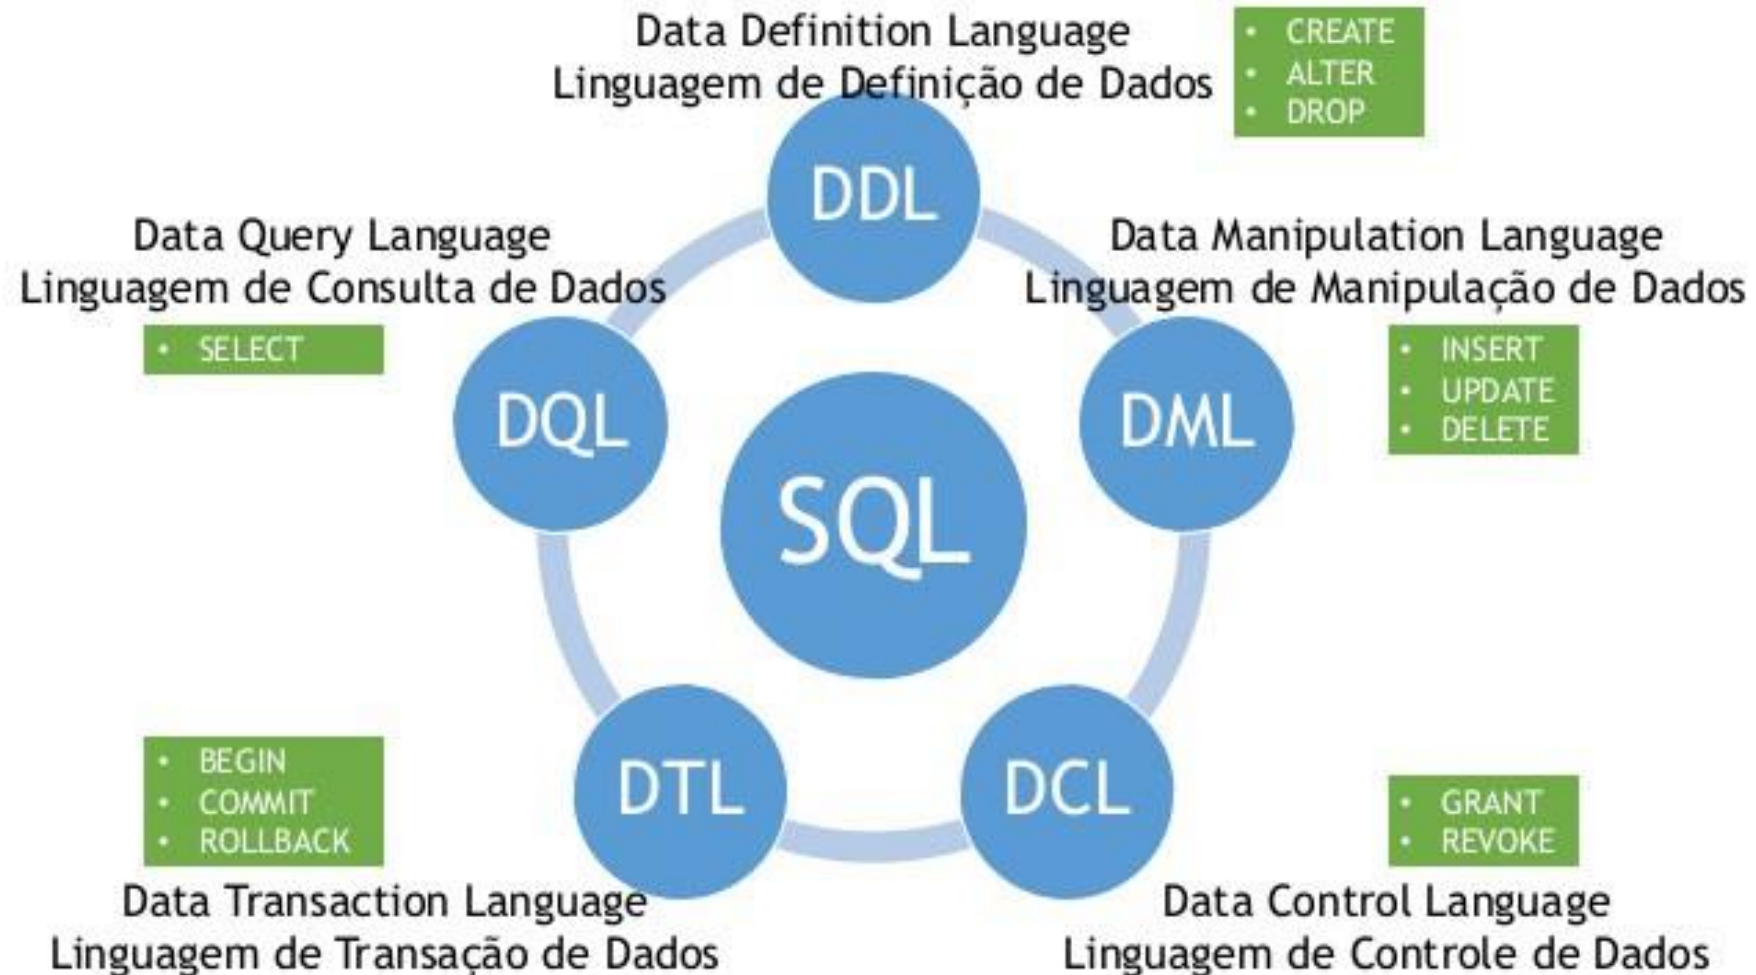 Data Definition Language
Linguagem de Definição de Dados
• CREATE
• ALTER
• DROP
DDL
Data Query Language
Linguagem de Consulta de Dados
• SELECT
DQL
Data Manipulation Language
Linguagem de Manipulação de Dados
• INSERT
• UPDATE
• DELETE
DML
SQL
• BEGIN
• COMMIT
• ROLLBACK
DTL
Data Transaction Language
Linguagem de Transação de Dados
DCL
• GRANT
• REVOKE
Data Control Language
Linguagem de Controle de Dados